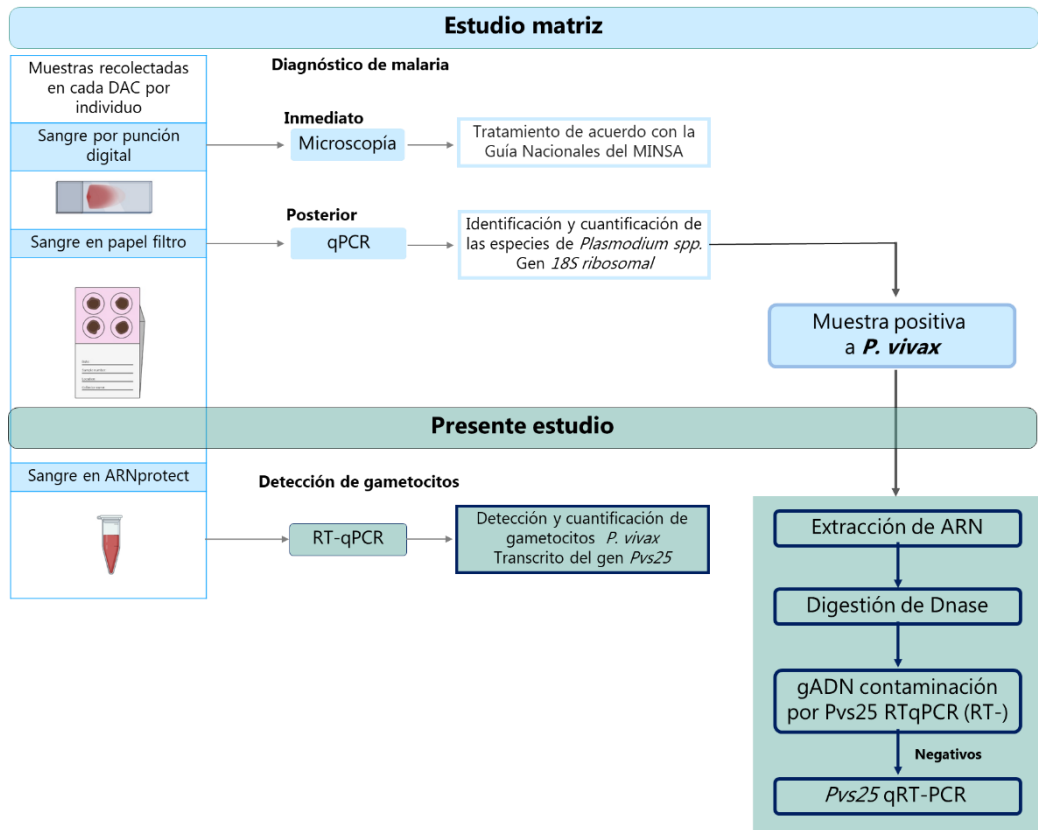 Estudio matriz
Muestras recolectadas
en cada DAC por
individuo
Diagnóstico de malaria
Sangre por punción
digital
Inmediato
Microscopía
Tratamiento de acuerdo con la
Guía Nacionales del MINSA
Sangre en papel filtro
Posterior
qPCR
Identificación y cuantificación de
las especies de Plasmodium spp.
Gen 18S ribosomal
Muestra positiva
a P. vivax
Presente estudio
Sangre en ARNprotect
Detección de gametocitos
RT-qPCR
Detección y cuantificación de
gametocitos P. vivax
Transcrito del gen Pvs25
Extracción de ARN
Digestión de Dnase
gADN contaminación
por Pvs25 RTqPCR (RT-)
Negativos
Pvs25 qRT-PCR